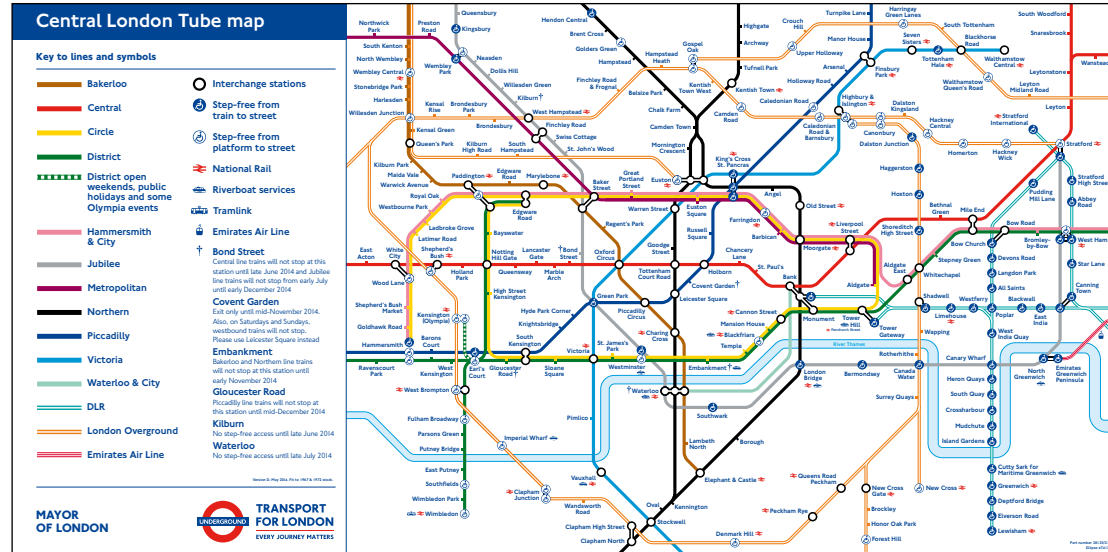 Central London Tube map
Key to lines and symbols
Bakerloo
Central
Circle
District
District open
weekends, public
holidays and some
Olympia events
Hammersmith
& City
Jubilee
Metropolitan
Northern
Piccadilly
Victoria
Waterloo & City
DLR
London Overground
Emirates Air Line
Interchange stations
Step-free from
train to street
Step-free from
platform to street
National Rail
Riverboat services
Tramlink
Emirates Air Line
† Bond Street
Central line trains will not stop at this
station until late June 2014 and Jubilee
line trains will not stop from early July
until early December 2014
Covent Garden
Exit only until mid-November 2014.
Also, on Saturdays and Sundays,
westbound trains will not stop.
Please use Leicester Square instead
Embankment
Bakerloo and Northern line trains
will not stop at this station until
early November 2014
Gloucester Road
Piccadilly line trains will not stop at
this station until mid-December 2014
Kilburn
No step-free access until late June 2014
Waterloo
No step-free access until late July 2014
MAYOR
OF LONDON
UNDERGROUND
TRANSPORT
FOR LONDON
EVERY JOURNEY MATTERS
Northwick
Park
Preston
Road
Queensbury
Kingsbury
South Kenton
North Wembley
Wembley Central
Stonebridge Park
Harlesden
Willesden Junction
Wembley
Park
Neasden
Dollis Hill
Willesden Green
Kilburn†
Kensal
Rise
Brondesbury
Park
Brondesbury
West Hampstead
Finchley Road
Swiss Cottage
St. John's Wood
Kensal Green
Queen's Park
Kilburn
High Road
South
Hampstead
Kilburn Park
Maida Vale
Warwick Avenue
Royal Oak
Westbourne Park
Ladbroke Grove
Latimer Road
Paddington
Edgware
Road
Marylebone
Edgware
Road
Bayswater
Baker
Street
Great
Portland
Street
Hendon Central
Brent Cross
Golders Green
Hampstead
Belsize Park
Chalk Farm
Camden Town
Mornington
Crescent
Finchley Road
& Frognal
Hampstead
Heath
Gospel
Oak
Kentish
Town West
Highgate
Archway
Tufnell Park
Kentish Town
Camden
Road
Caledonian Road
Caledonian
Road &
Barnsbury
Crouch
Hill
Upper Holloway
Turnpike Lane
Manor House
Arsenal
Holloway Road
Harringay
Green Lanes
Finsbury
Park
Seven
Sisters
South Tottenham
Blackhorse
Road
Tottenham
Hale
Walthamstow
Central
Walthamstow
Queen's Road
Leyton
Midland Road
South Woodford
Snaresbrook
Leytonstone
Wanstead
Leyton
Highbury &
Islington
Canonbury
Dalston
Kingsland
Dalston Junction
Hackney
Central
Homerton
Hackney
Wick
Stratford
International
Stratford
Stratford
High Street
Abbey
Road
Pudding
Mill Lane
King's Cross
St. Pancras
Euston
Angel
Haggerston
Hoxton
Shoreditch
High Street
Old Street
Liverpool
Street
Moorgate
Bethnal
Green
Mile End
Bow Road
Bow Church
Bromley-
by-Bow
West Ham
Star Lane
Canning
Town
Stepney Green
Whitechapel
Aldgate
East
Aldgate
Warren Street
Euston
Square
Regent's Park
Russell
Square
Farringdon
Barbican
Goodge
Street
Oxford
Circus
†Bond
Street
Chancery
Lane
Holborn
Tottenham
Court Road
St. Paul's
Bank
Covent Garden†
Leicester Square
East
Acton
White
City
Wood Lane
Shepherd's
Bush
Holland
Park
Notting
Hill Gate
Lancaster
Gate
Queensway
Marble
Arch
High Street
Kensington
Hyde Park Corner
Knightsbridge
Green Park
Piccadilly
Circus
Charing
Cross
Shepherd's
Bush
Market
Goldhawk Road
Hammersmith
Ravenscourt
Park
Kensington
(Olympia)
Barons
Court
West
Kensington
Earl's
Court
Gloucester
Road†
South
Kensington
Sloane
Square
Victoria
St. James's
Park
Westminster
Embankment†
Temple
Blackfriars
Mansion House
Cannon Street
Monument
Tower
Hill
Fenchurch Street
Tower
Gateway
River Thames
Shadwell
Limehouse
Westferry
Poplar
Blackwall
East
India
Devons Road
Langdon Park
All Saints
West
India Quay
Canary Wharf
Heron Quays
South Quay
Crossharbour
Mudchute
Island Gardens
Wapping
Rotherhithe
Canada
Water
Surrey Quays
Bermondsey
London
Bridge
†Waterloo
Southwark
North
Greenwich
Emirates
Greenwich
Peninsula
Cutty Sark for
Maritime Greenwich
Greenwich
Deptford Bridge
Elverson Road
Lewisham
West Brompton
Fulham Broadway
Parsons Green
Putney Bridge
East Putney
Southfields
Wimbledon Park
Wimbledon
Imperial Wharf
Clapham
Junction
Wandsworth
Road
Pimlico
Vauxhall
Lambeth
North
Borough
Elephant & Castle
Kennington
Oval
Stockwell
Clapham High Street
Clapham North
Denmark Hill
Peckham Rye
Queens Road
Peckham
New Cross
Gate
New Cross
Brockley
Honor Oak Park
Forest Hill